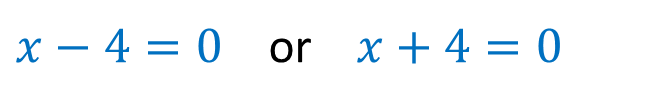 x − 4 = 0 or x + 4 = 0